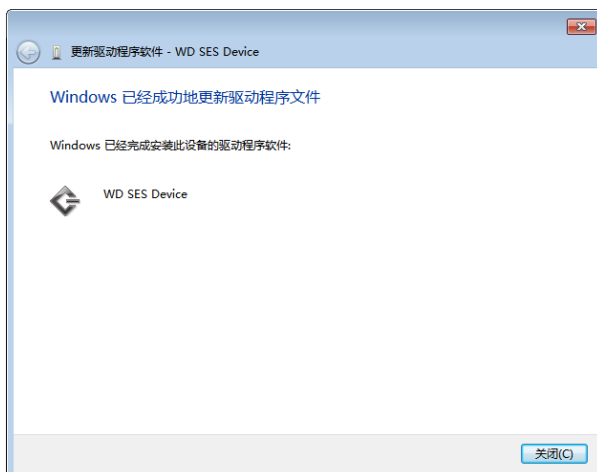 更新驱动程序软件 - WD SES Device
Windows 已经成功地更新驱动程序文件
Windows 已经完成安装此设备的驱动程序软件:
WD SES Device
关闭(C)